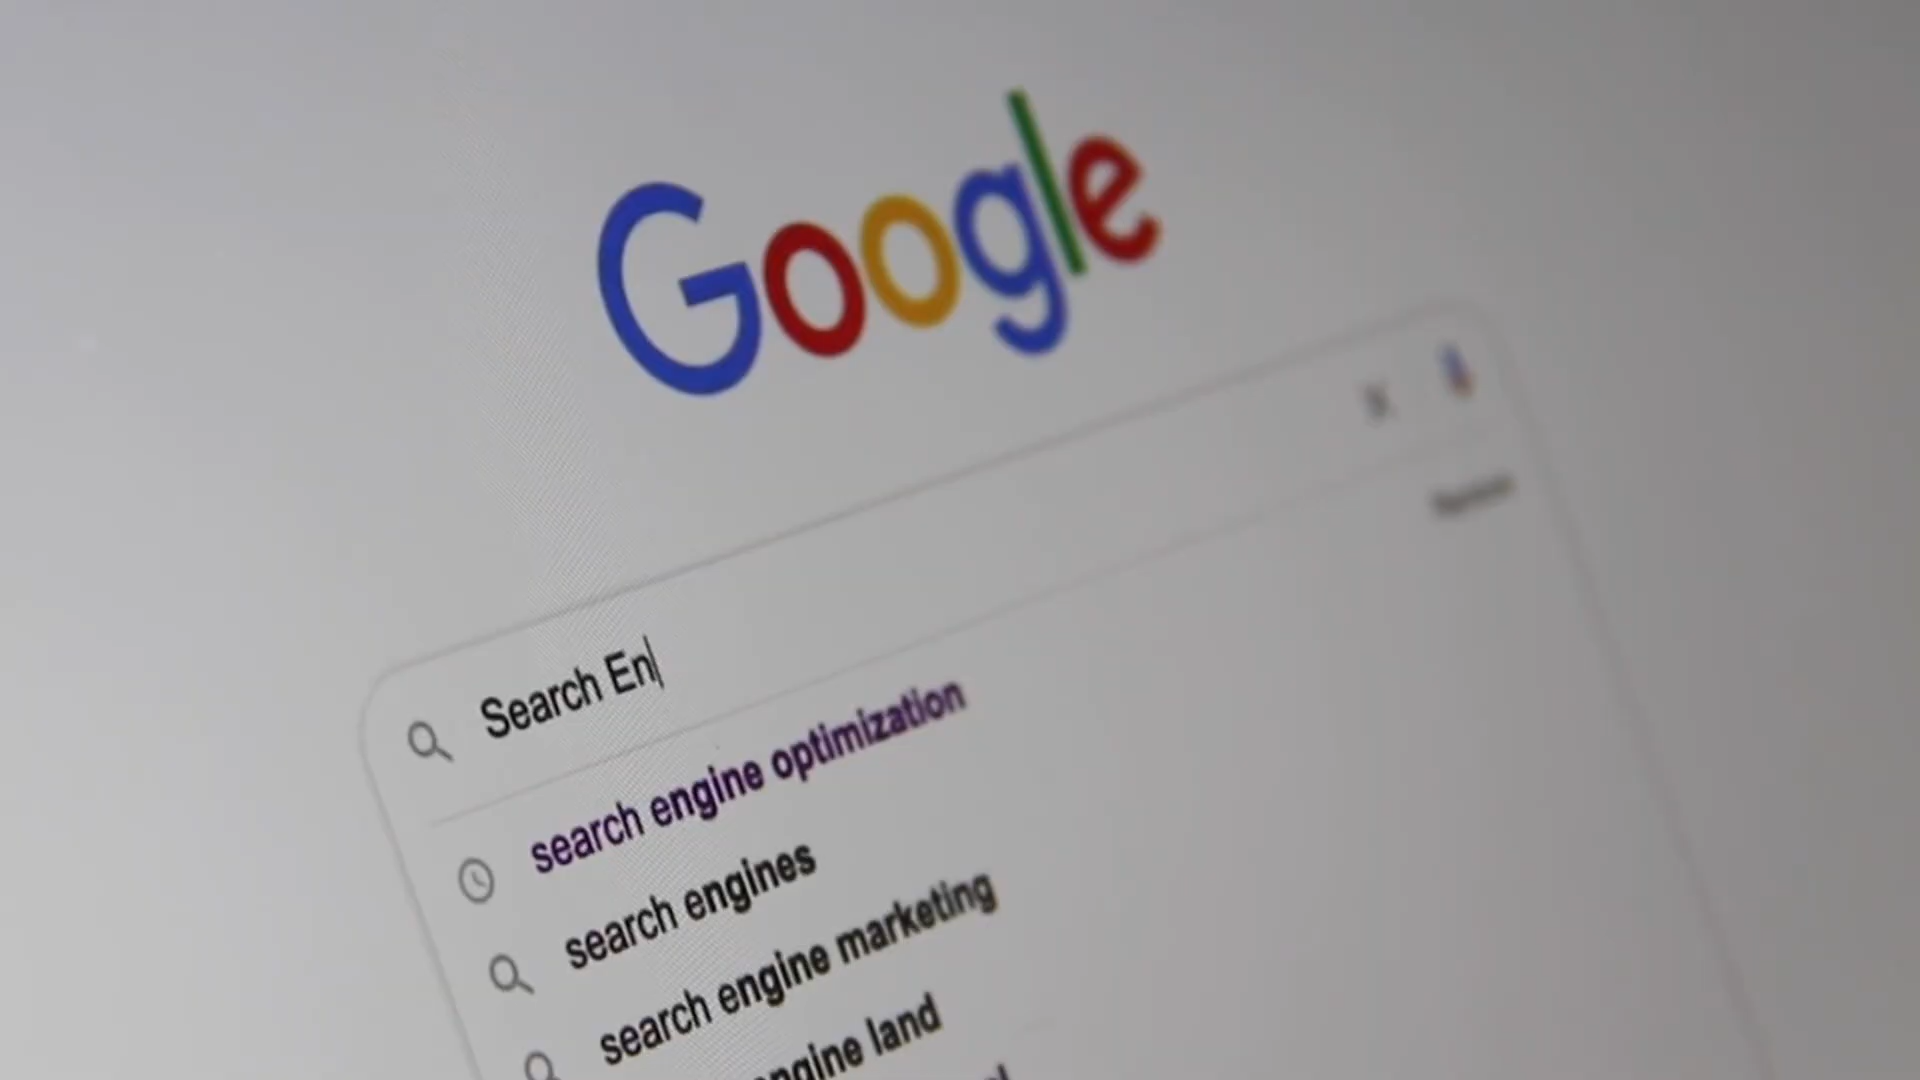 Google
Search En
search engine optimization
search engines
search engine marketing
engine land